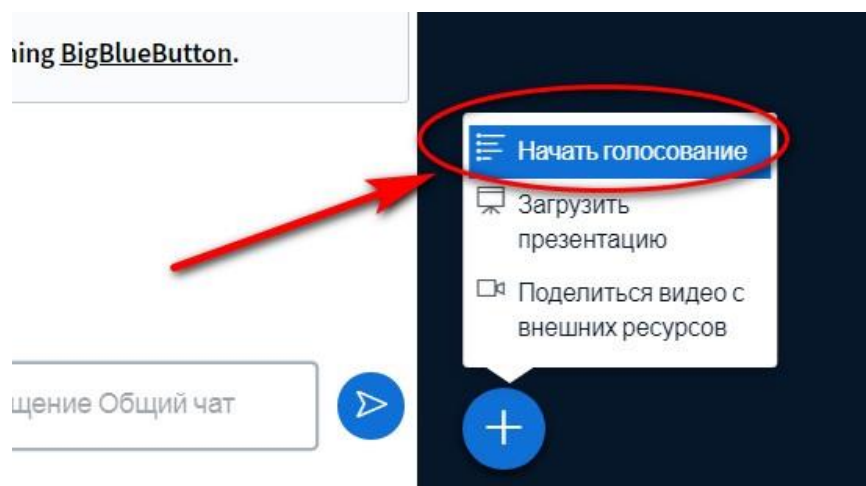 ning BigBlueButton.
Начать голосование
Загрузить
презентацию
Поделиться видео с
внешних ресурсов
щение Общий чат